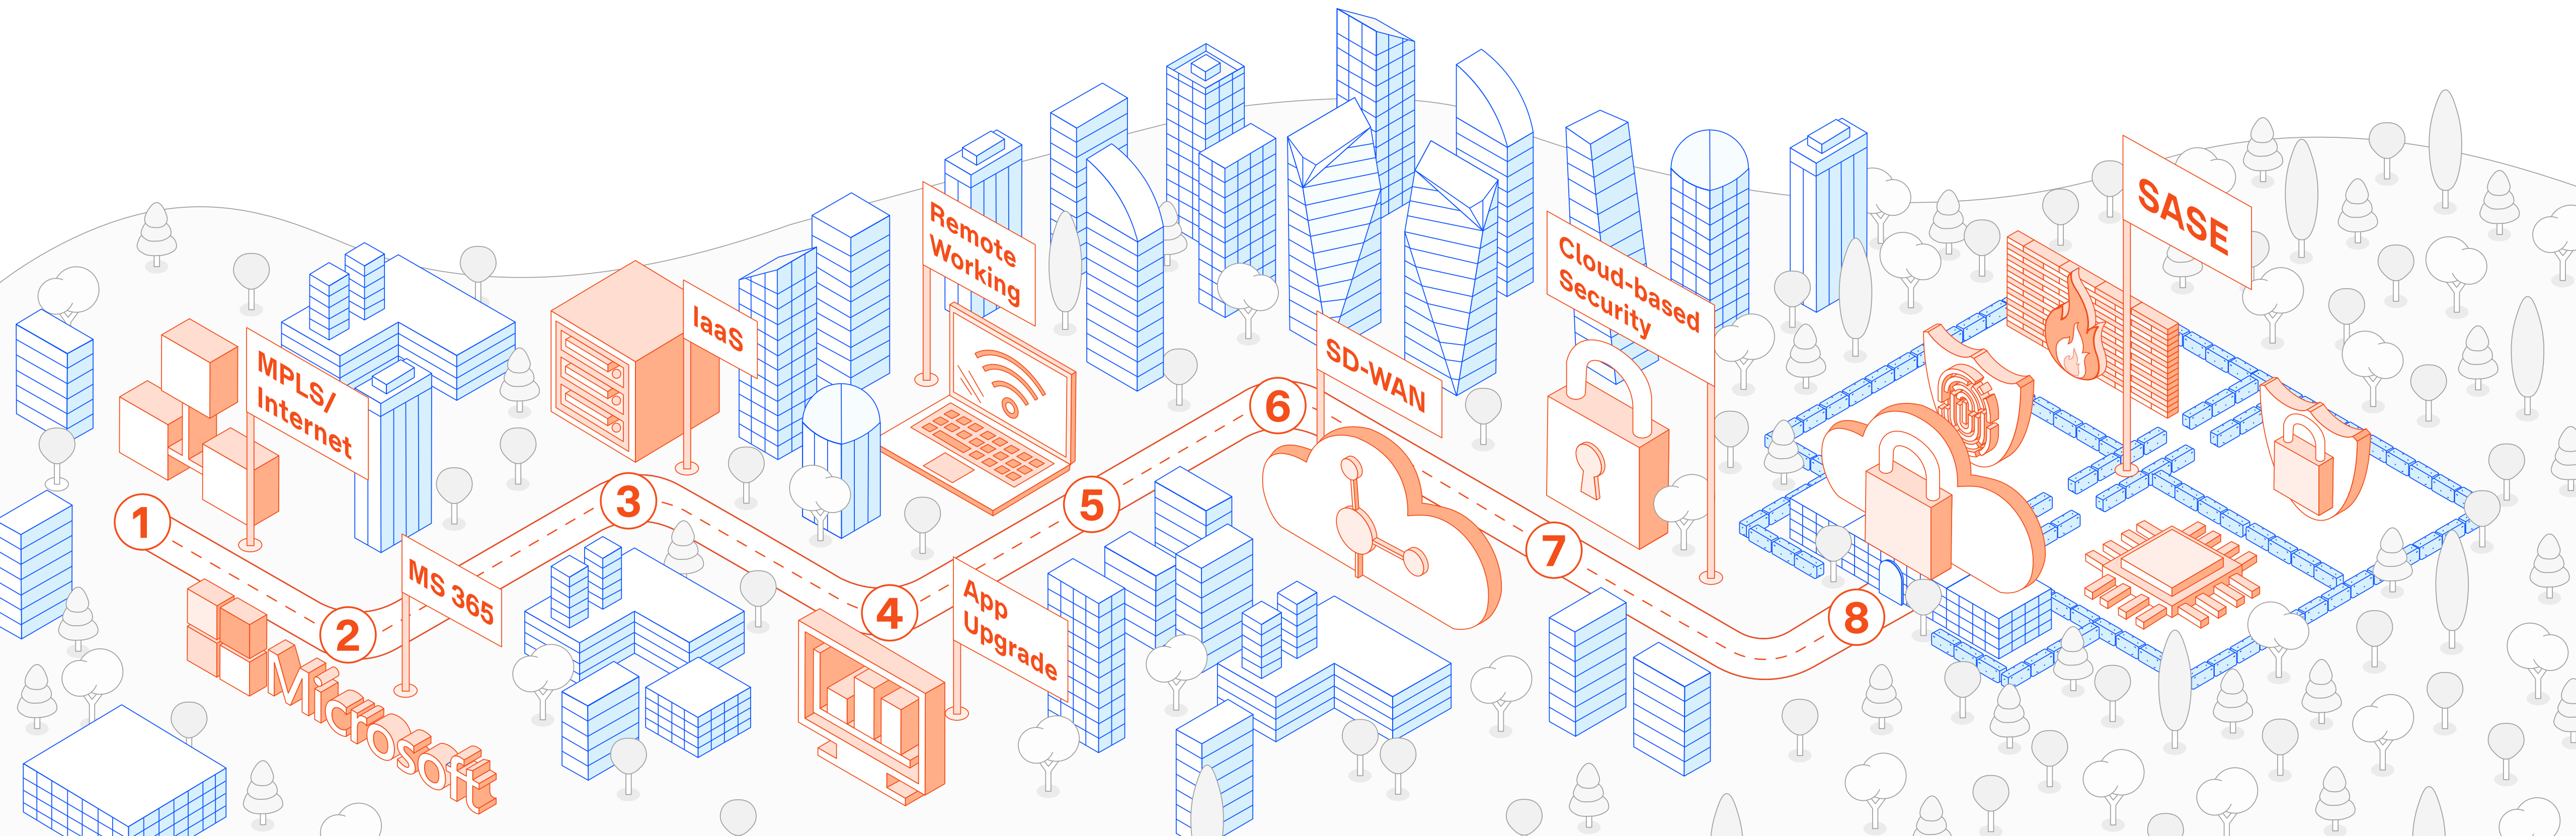 1
MPLS/
Internet
2
MS 365
Microsoft
3
IaaS
4
App
Upgrade
5
Remote
Working
6
SD-WAN
7
Cloud-based
Security
8
SASE